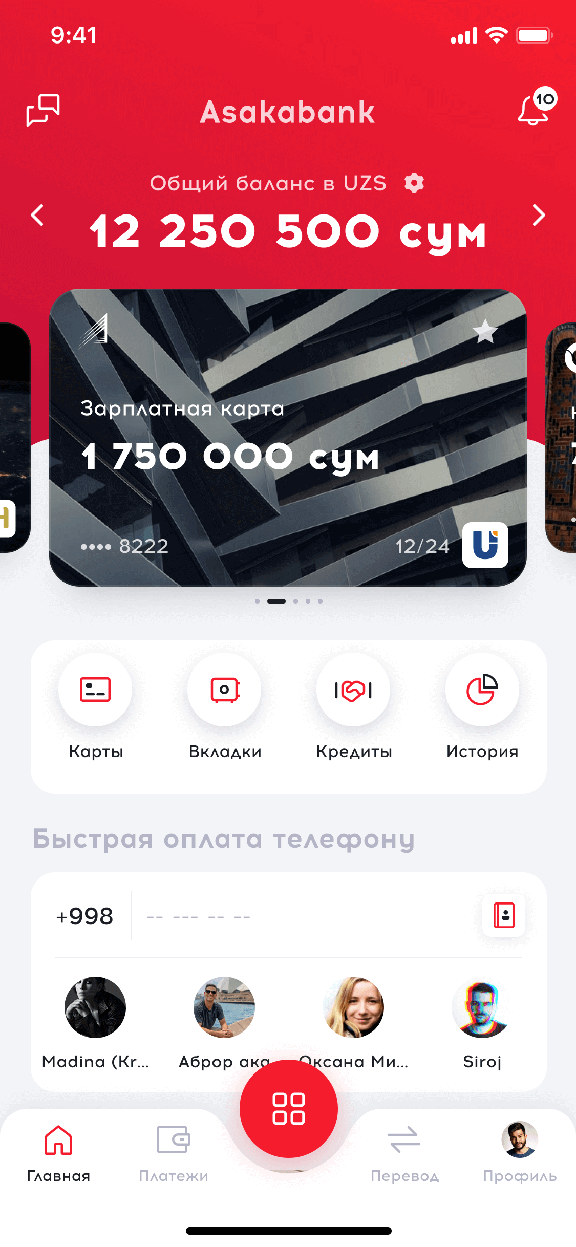 9:41
Asakabank
10
Общий баланс в UZS
12 250 500 сум
Зарплатная карта
1 750 000 сум
•••• 8222
12/24
Карты
Вкладки
Кредиты
История
Быстрая оплата телефону
+998 -- --- -- --
Madina (Kr...
Аброр ака
Оксана Ми...
Siroj
Главная
Платежи
Перевод
Профиль